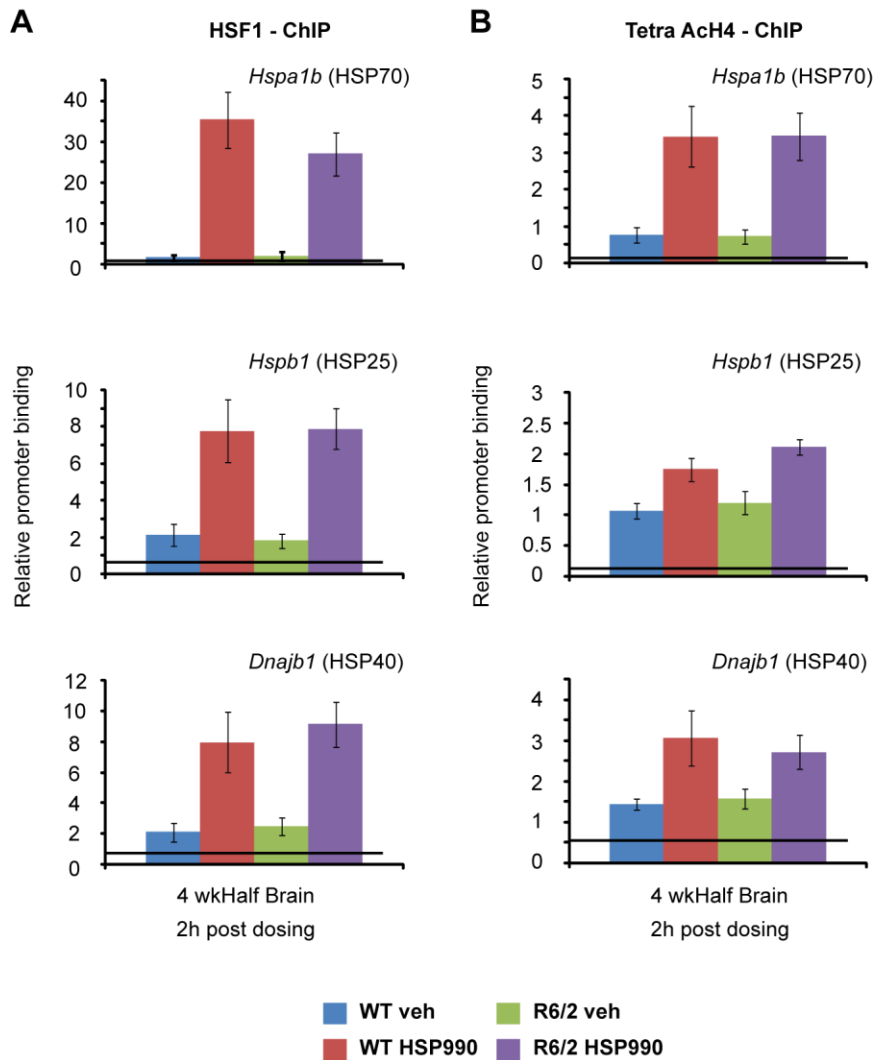 A
HSF1 - ChIP
Hspa1b (HSP70)
40
30
20
10
0
Hspb1 (HSP25)
10
8
6
4
2
0
Dnajb1 (HSP40)
12
10
8
6
4
2
0
Relative promoter binding
4 wkHalf Brain
2h post dosing
B
Tetra AcH4 - ChIP
Hspa1b (HSP70)
5
4
3
2
1
0
Hspb1 (HSP25)
3
2.5
2
1.5
1
0.5
0
Dnajb1 (HSP40)
4
3
2
1
0
Relative promoter binding
4 wkHalf Brain
2h post dosing
WT veh
R6/2 veh
WT HSP990
R6/2 HSP990